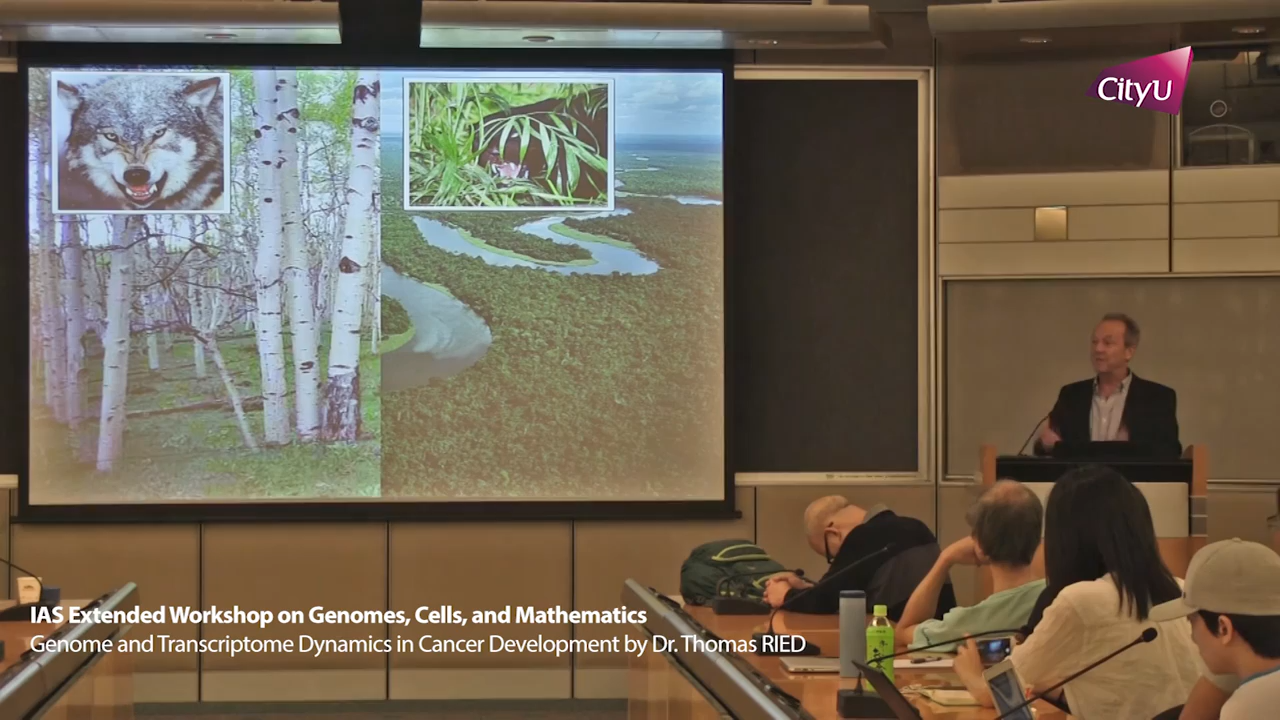 CityU
IAS Extended Workshop on Genomes, Cells, and Mathematics
Genome and Transcriptome Dynamics in Cancer Development by Dr. Thomas RIED